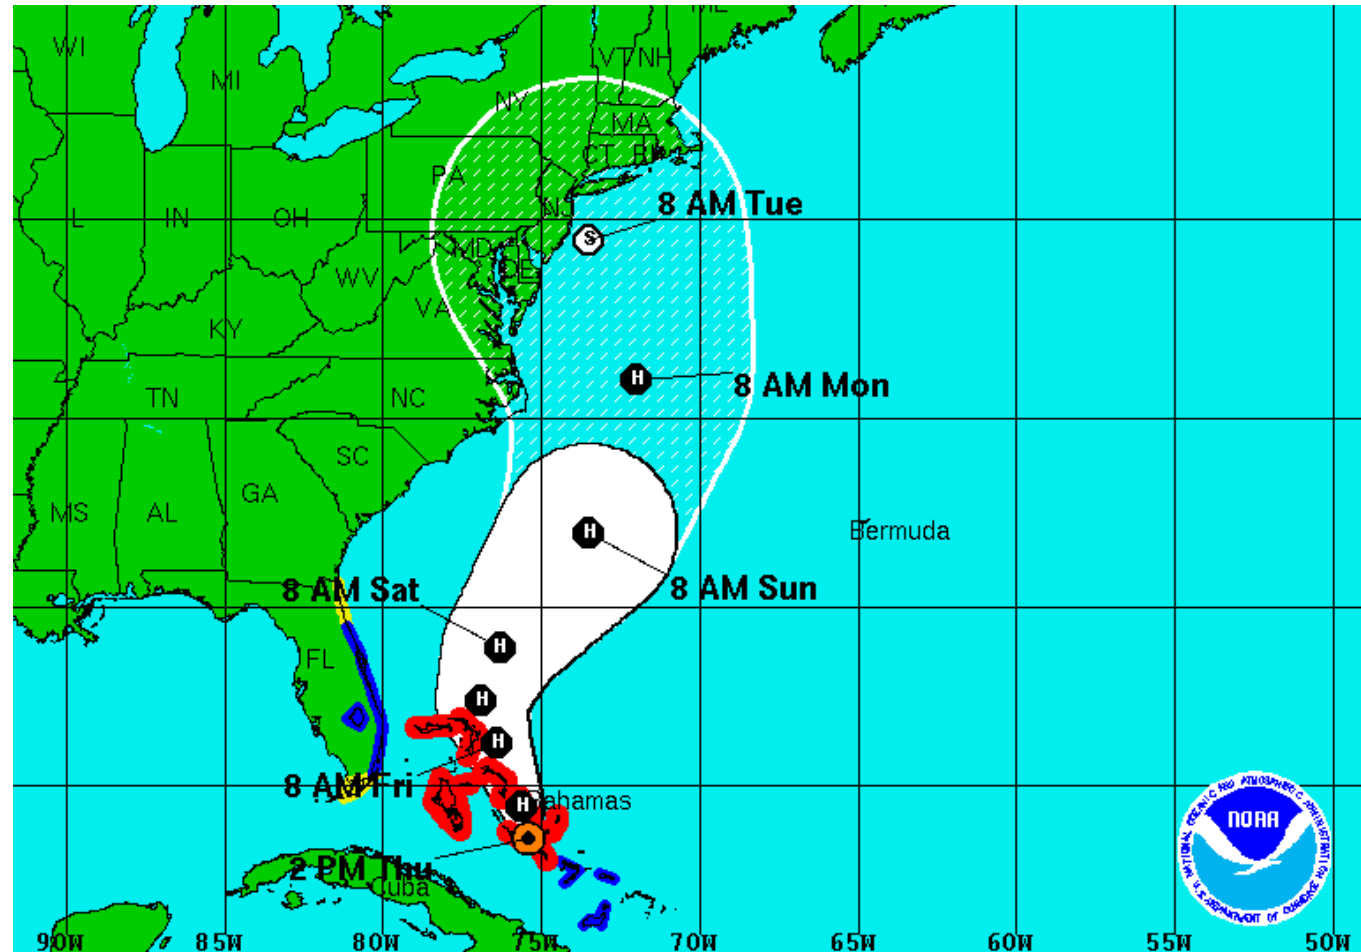 ME
WI
VT
NH
MI
NY
MA
CT
RI
PA
8 AM Tue
NJ
IN
OH
S
MD
DE
WV
VA
KY
H
8 AM Mon
TN
NC
SC
GA
MS
AL
H
Bermuda
8 AM Sat
8 AM Sun
H
FL
H
H
8 AM Fri
H
Bahamas
NOAA
2 PM Thu
Cuba
90W
85W
80W
75W
70W
65W
60W
55W
50W